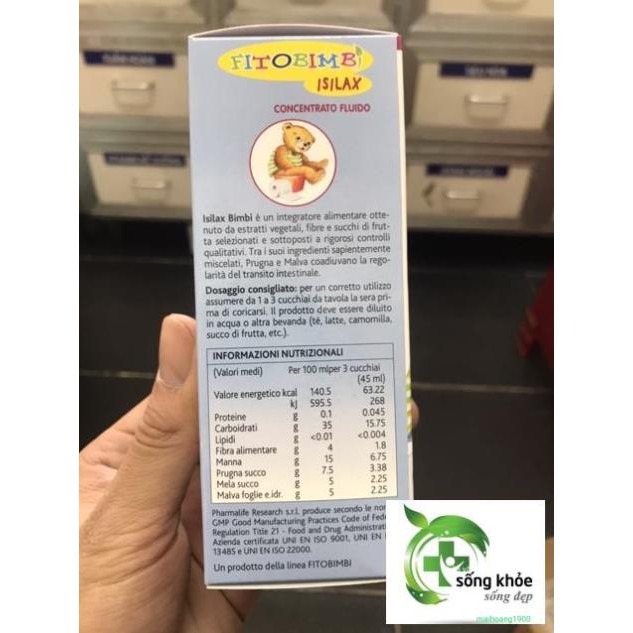 FITOBIMBI
ISILAX
CONCENTRATO FLUIDO
Isilax Bimbi è un integratore alimentare otte-
nuto da estratti vegetali, fibre e succhi di frut-
ta selezionati e sottoposti a rigorosi controlli
qualitativi. Tra i suoi ingredienti sapientemente
miscelati, Prugna e Malva coadiuvano la rego-
larità del transito intestinale.
Dosaggio consigliato: per un corretto utilizzo
assumere da 1 a 3 cucchiai da tavola la sera pri-
ma di coricarsi. Il prodotto deve essere diluito
in acqua o altra bevanda (tè, latte, camomilla,
succo di frutta, etc.).
INFORMAZIONI NUTRIZIONALI
(Valori medi) Per 100 ml per 3 cucchiai
(45 ml)
Valore energetico kcal 140.5 63.22
kJ 595.5 268
Proteine g 0.1 0.045
Carboidrati g 35 15.75
Lipidi g <0.01 <0.004
Fibra alimentare g 4 1.8
Manna g 15 6.75
Prugna succo g 7.5 3.38
Mela succo g 5 2.25
Malva foglie e.idr. g 5 2.25
Pharmalife Research s.r.l. produce secondo le nor
GMP Good Manufacturing Practices Code of Fede
Regulation Title 21 - Food and Drug Administrati
Azienda certificata UNI EN ISO 9001, UNI EN
13485 e UNI EN ISO 22000.
Un prodotto della linea FITOBIMBI
sống khỏe
sống đẹp
maihoang1900